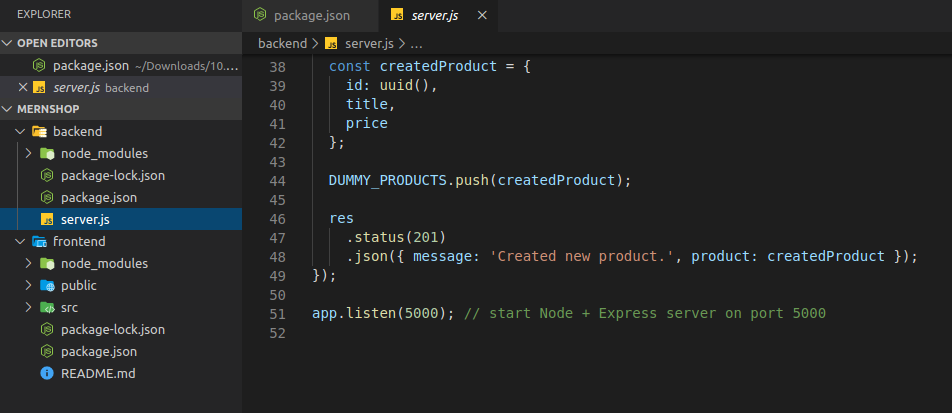 EXPLORER
OPEN EDITORS
package.json ~/Downloads/10....
server.js backend
MERNSHOP
backend
node_modules
package-lock.json
package.json
server.js
frontend
node_modules
public
src
package-lock.json
package.json
README.md
package.json
server.js
backend > server.js > ...
38 const createdProduct = {
39 id: uuid(),
40 title,
41 price
42 };
43
44 DUMMY_PRODUCTS.push(createdProduct);
45
46 res
47 .status(201)
48 .json({ message: 'Created new product.', product: createdProduct });
49 });
50
51 app.listen(5000); // start Node + Express server on port 5000
52